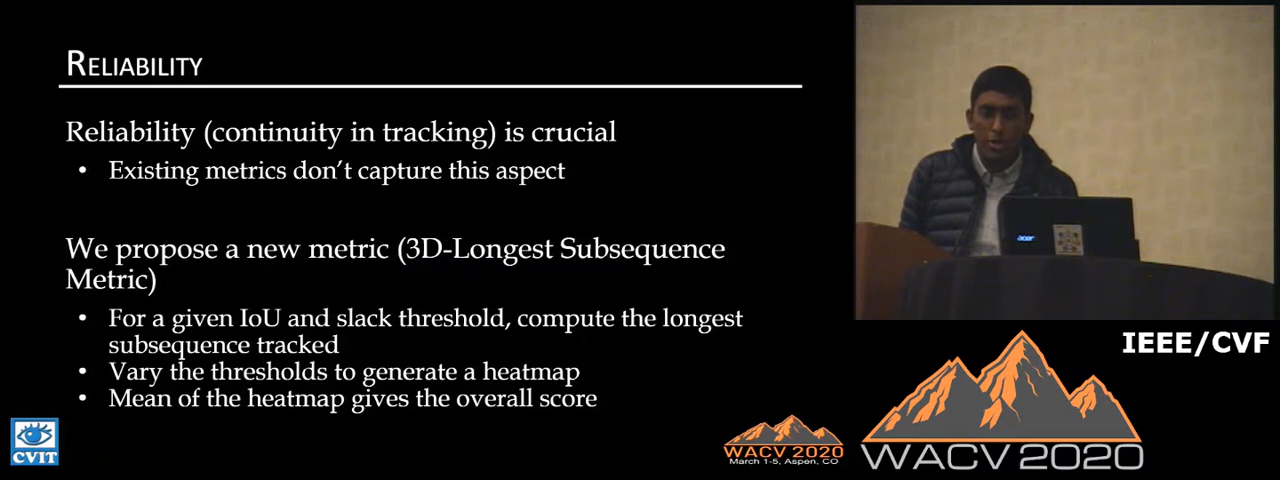 RELIABILITY
Reliability (continuity in tracking) is crucial
• Existing metrics don't capture this aspect
We propose a new metric (3D-Longest Subsequence
Metric)
• For a given IoU and slack threshold, compute the longest
subsequence tracked
• Vary the thresholds to generate a heatmap
• Mean of the heatmap gives the overall score
CVIT
WACV 2020
March 1-5, Aspen, CO
acer
IEEE/CVF
WACV 2020